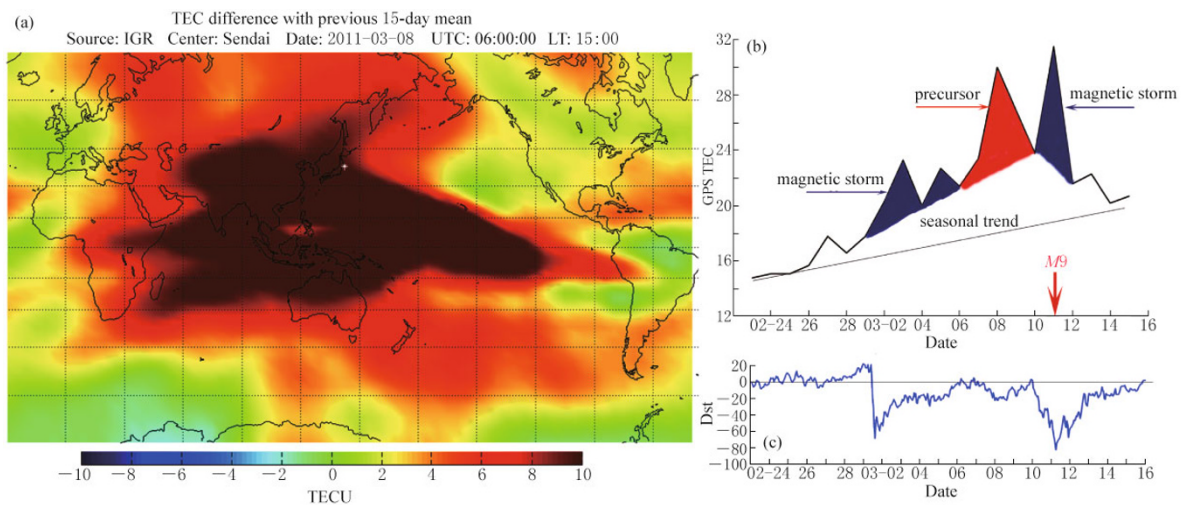 (a)
TEC difference with previous 15-day mean
Source: IGR Center: Sendai Date: 2011-03-08 UTC: 06:00:00 LT: 15:00
−10 −8 −6 −4 −2 0 2 4 6 8 10
TECU
(b)
32
28
24
20
16
12
GPS TEC
precursor
magnetic storm
magnetic storm
seasonal trend
M9
02-24 26 28 03-02 04 06 08 10 12 14 16
Date
20
0
−20
−40
−60
−80
−100
Dst
(c)
02-24 26 28 03-02 04 06 08 10 12 14 16
Date